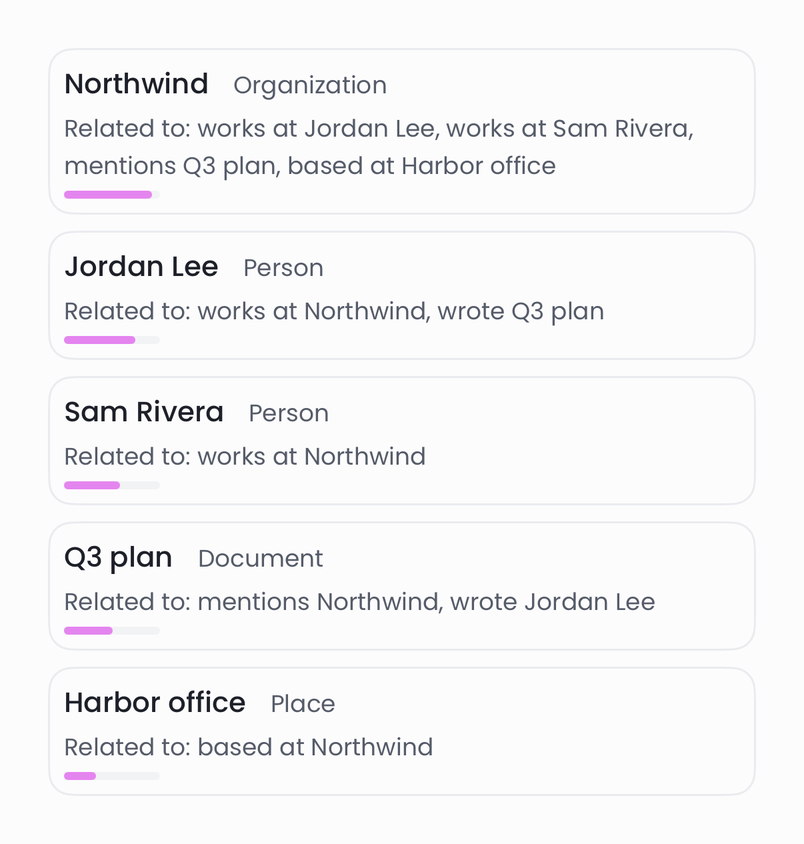 Northwind Organization
Related to: works at Jordan Lee, works at Sam Rivera,
mentions Q3 plan, based at Harbor office
Jordan Lee Person
Related to: works at Northwind, wrote Q3 plan
Sam Rivera Person
Related to: works at Northwind
Q3 plan Document
Related to: mentions Northwind, wrote Jordan Lee
Harbor office Place
Related to: based at Northwind